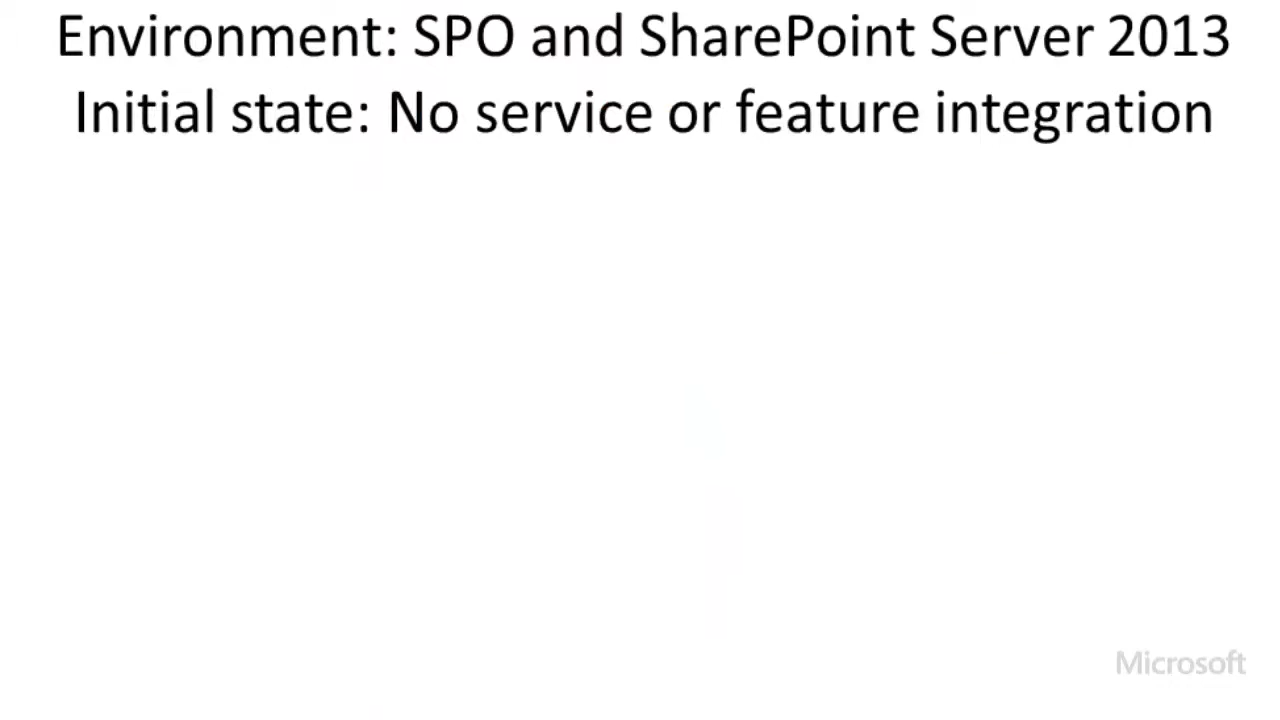 Environment: SPO and SharePoint Server 2013
Initial state: No service or feature integration
Microsoft